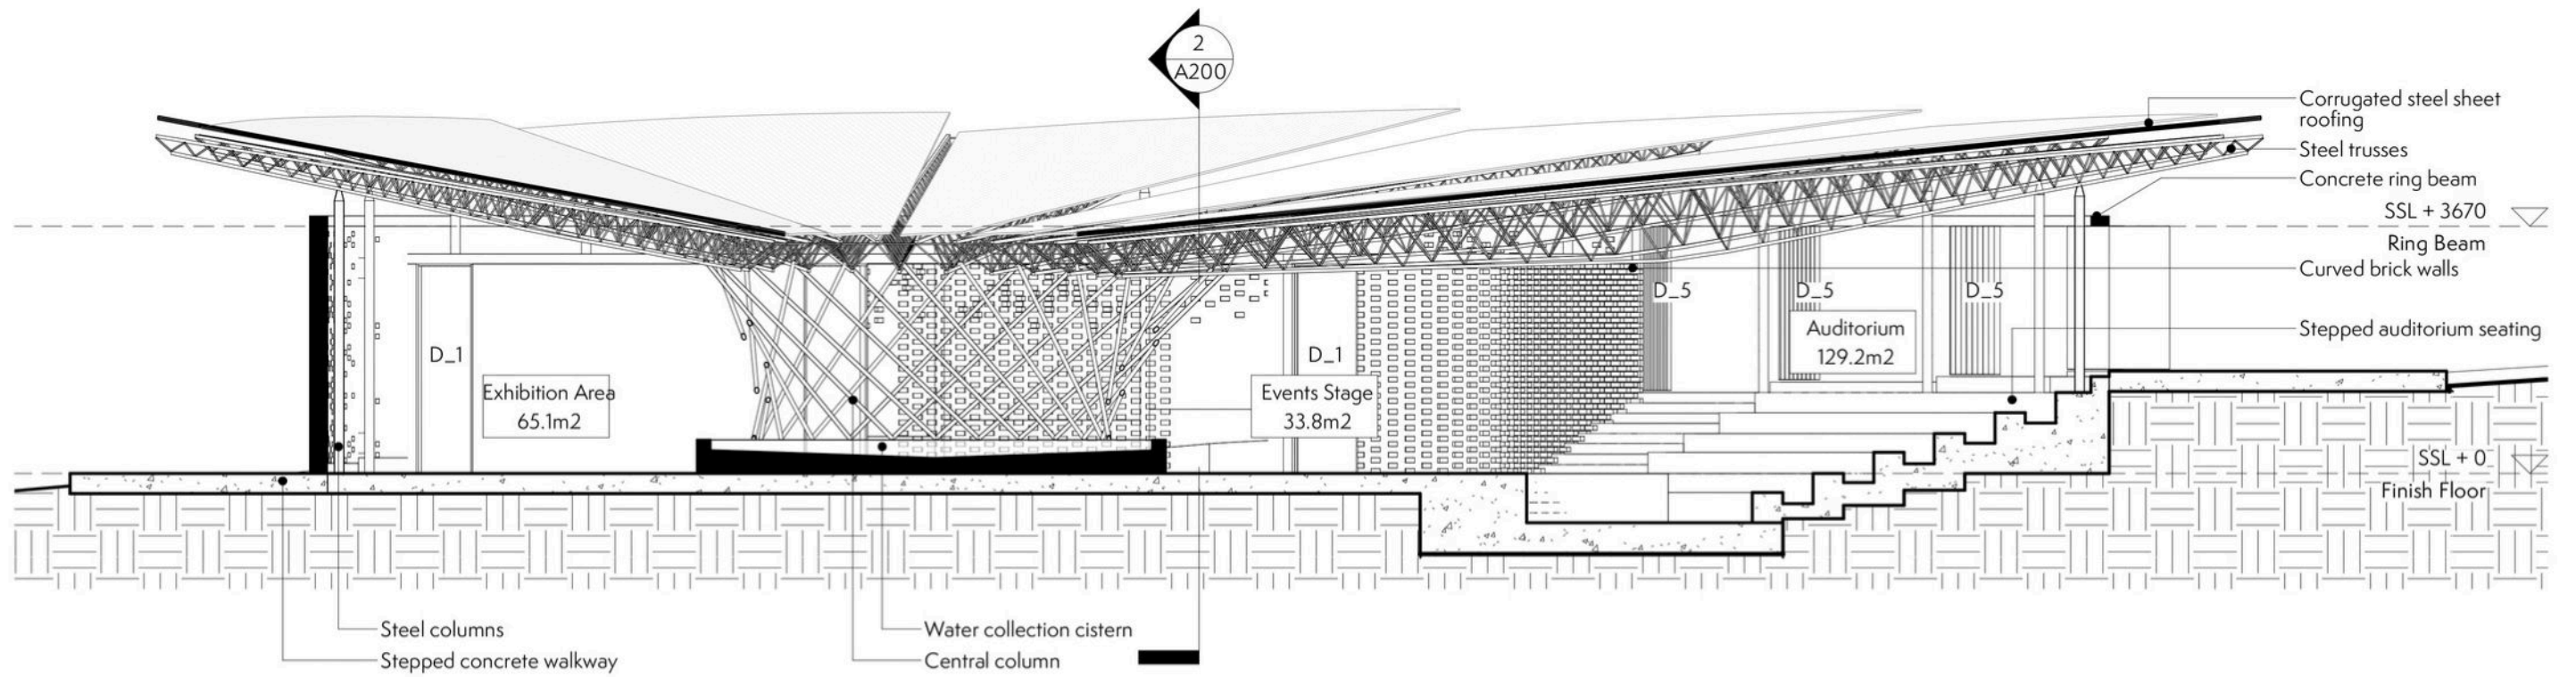 2
A200
Corrugated steel sheet
roofing
Steel trusses
Concrete ring beam
SSL + 3670
Ring Beam
Curved brick walls
D_5
D_5
D_5
Auditorium
129.2m2
Stepped auditorium seating
D_1
D_1
Exhibition Area
65.1m2
Events Stage
33.8m2
SSL + 0
Finish Floor
Steel columns
Stepped concrete walkway
Water collection cistern
Central column